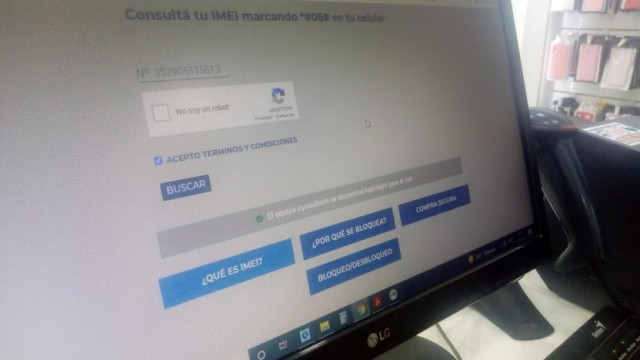 Consultá tu IMEI marcando *#06# en tu celular
Nº 352905115613
No soy un robot
reCAPTCHA
ACEPTO TERMINOS Y CONDICIONES
BUSCAR
El equipo consultado se encuentra habilitado para el uso.
¿QUÉ ES IMEI?
¿POR QUÉ SE BLOQUEA?
COMPRA SEGURA
BLOQUEO/DESBLOQUEO
LG